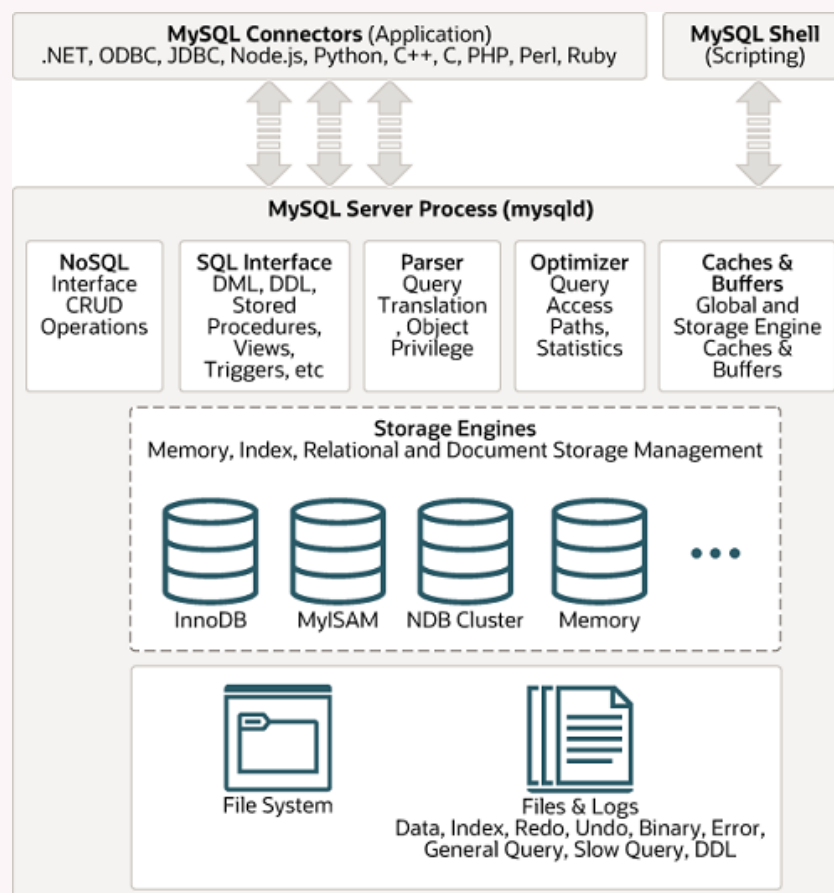 MySQL Connectors (Application)
.NET, ODBC, JDBC, Node.js, Python, C++, C, PHP, Perl, Ruby
MySQL Shell
(Scripting)
MySQL Server Process (mysqld)
NoSQL
Interface
CRUD
Operations
SQL Interface
DML, DDL,
Stored
Procedures,
Views,
Triggers, etc
Parser
Query
Translation
, Object
Privilege
Optimizer
Query
Access
Paths,
Statistics
Caches &
Buffers
Global and
Storage Engine
Caches &
Buffers
Storage Engines
Memory, Index, Relational and Document Storage Management
InnoDB
MyISAM
NDB Cluster
Memory
File System
Files & Logs
Data, Index, Redo, Undo, Binary, Error,
General Query, Slow Query, DDL